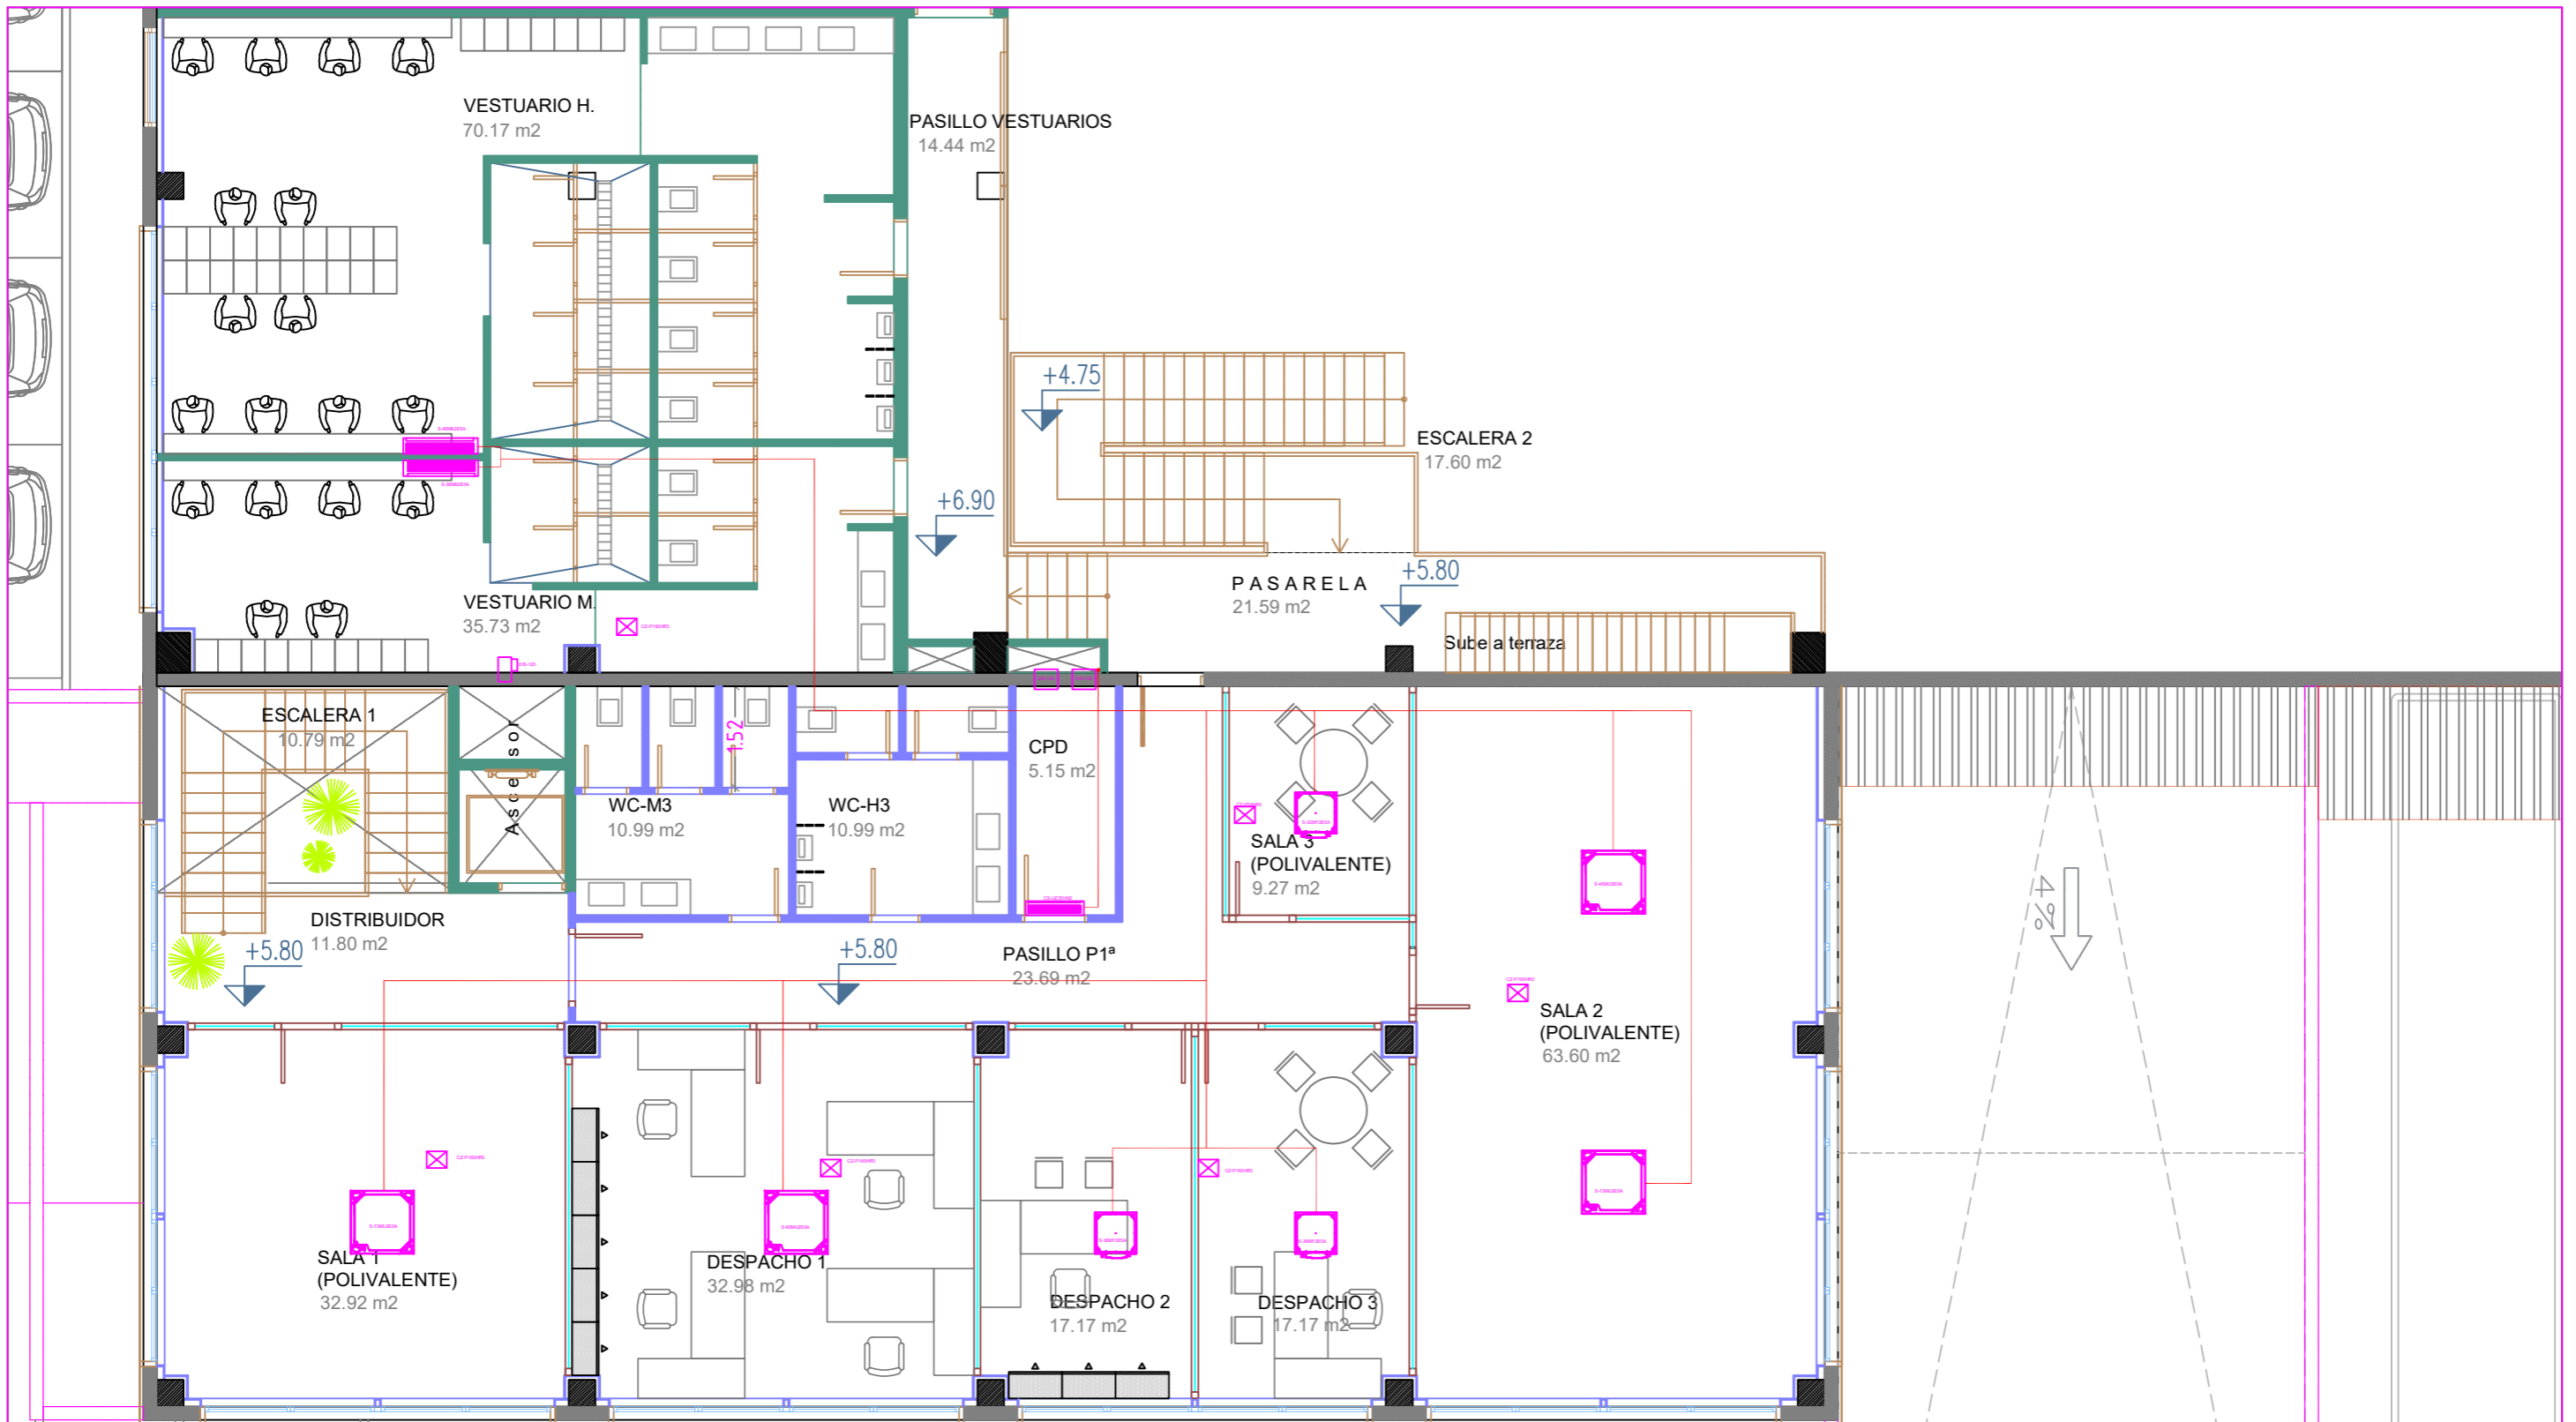 VESTUARIO H.
70.17 m2
PASILLO VESTUARIOS
14.44 m2
+4.75
ESCALERA 2
17.60 m2
+6.90
PASARELA
21.59 m2
+5.80
Sube a terraza
VESTUARIO M.
35.73 m2
ESCALERA 1
10.79 m2
Ascensor
1.52
CPD
5.15 m2
WC-M3
10.99 m2
WC-H3
10.99 m2
SALA 3
(POLIVALENTE)
9.27 m2
4%
DISTRIBUIDOR
11.80 m2
+5.80
+5.80
PASILLO P1ª
23.69 m2
SALA 2
(POLIVALENTE)
63.60 m2
SALA 1
(POLIVALENTE)
32.92 m2
DESPACHO 1
32.98 m2
DESPACHO 2
17.17 m2
DESPACHO 3
17.17 m2